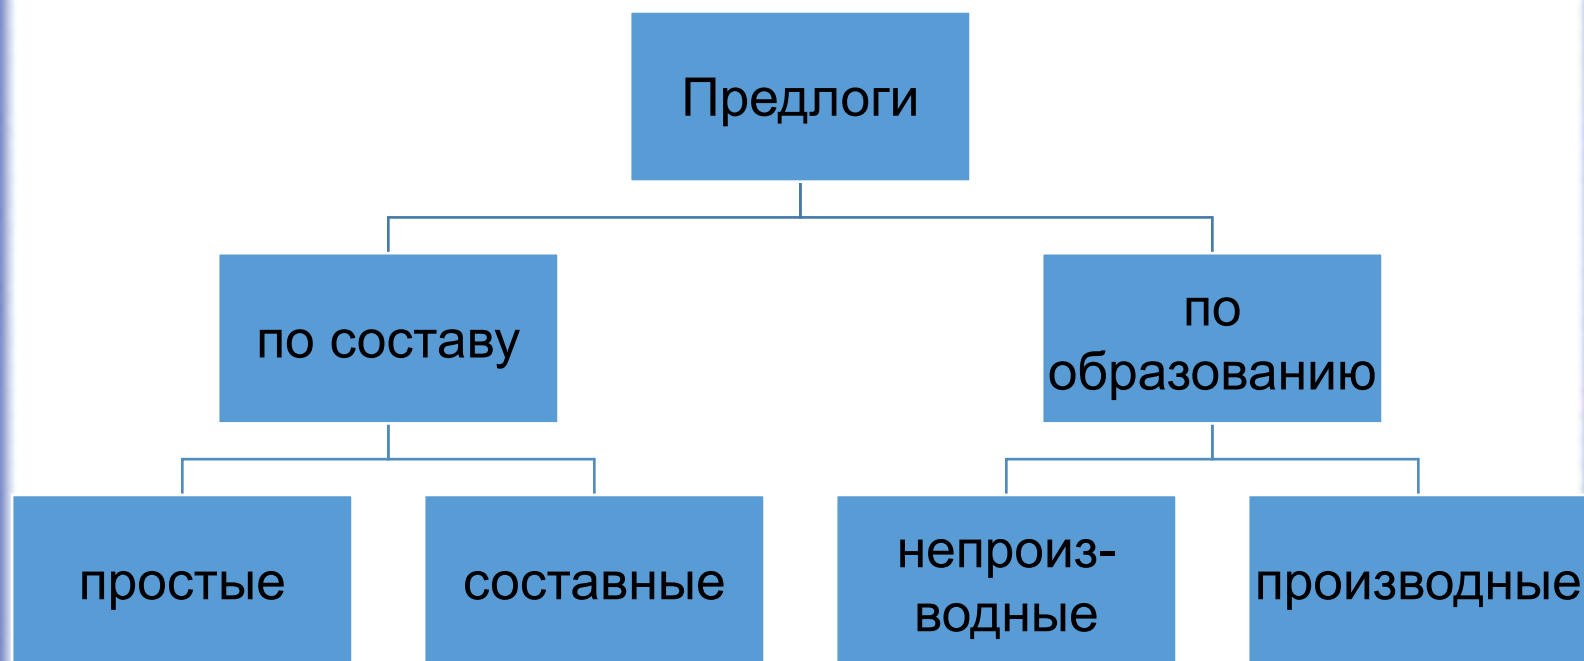 Предлоги
по составу
по
образованию
простые
составные
непроиз-
водные
производные